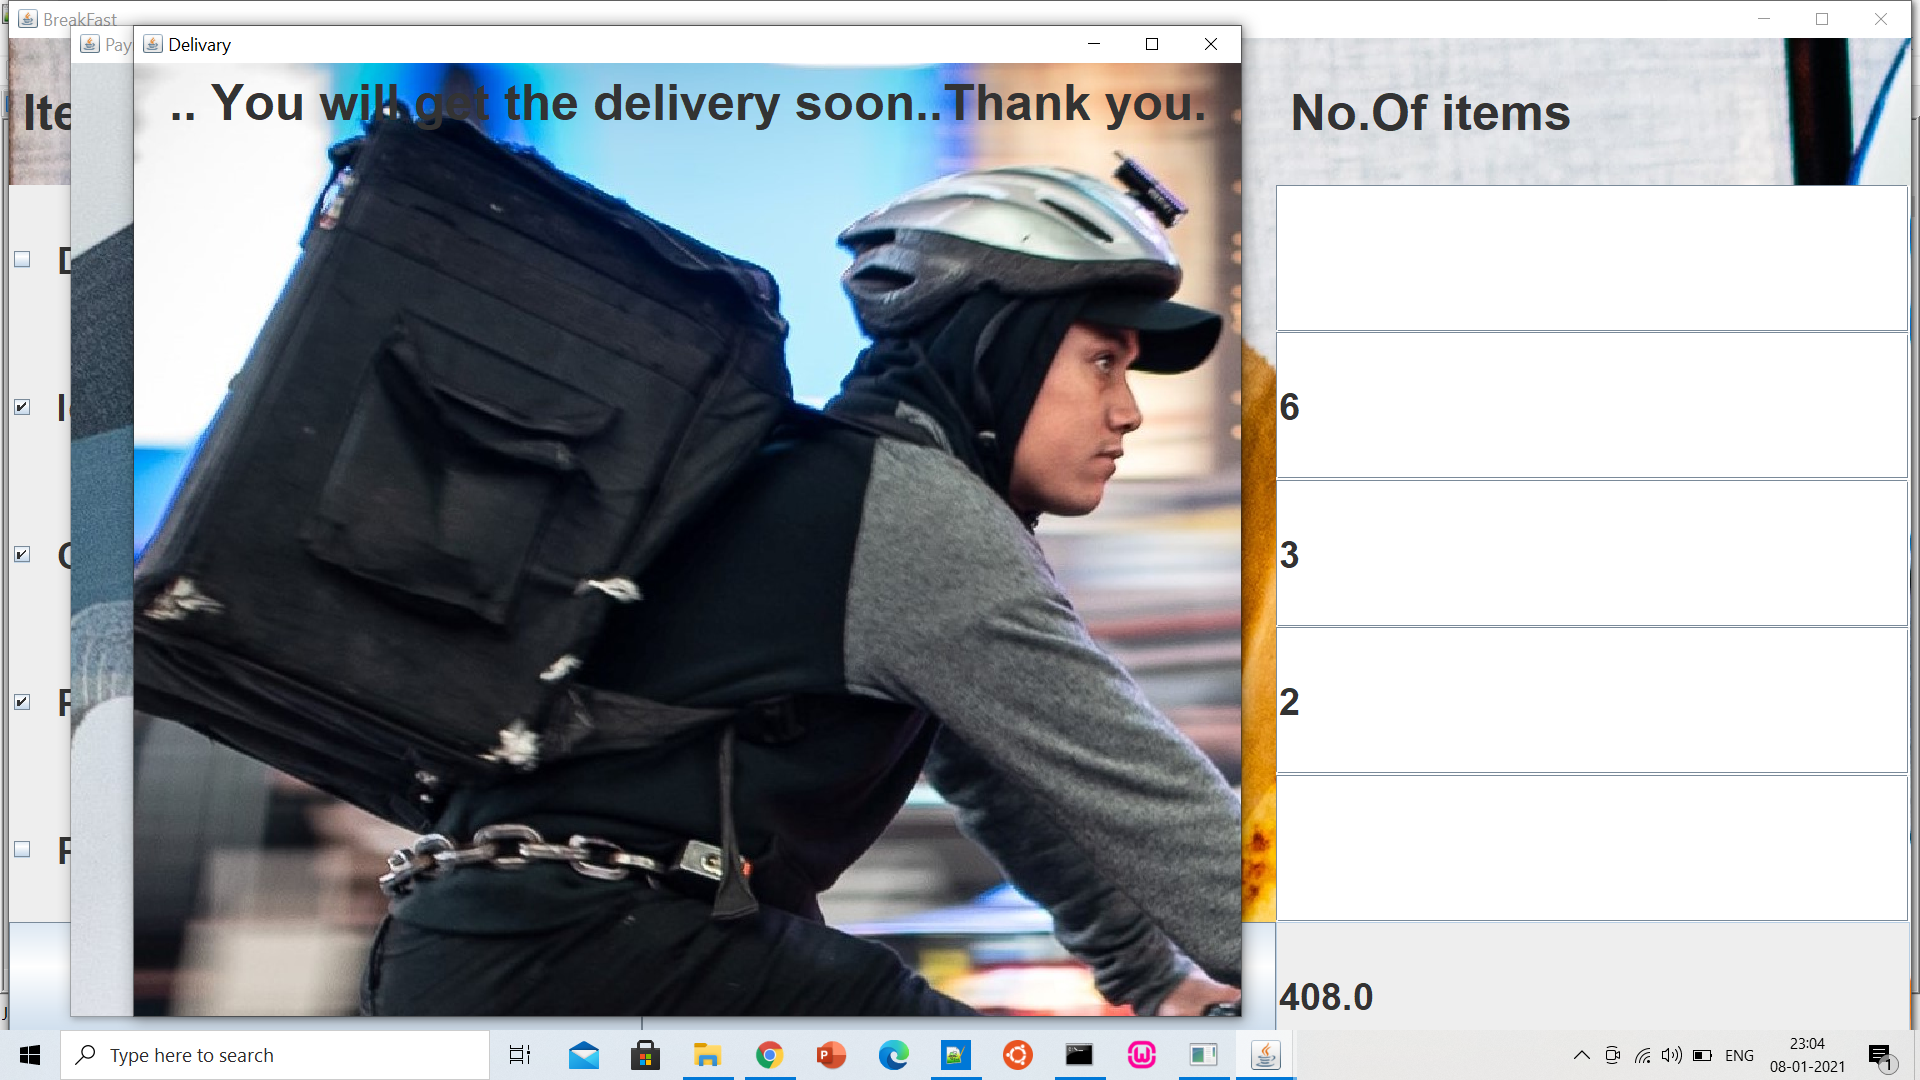 BreakFast
Pay
Delivary
.. You will get the delivery soon..Thank you.
Ite
No.Of items
6
3
2
408.0
Type here to search
ENG
23:04
08-01-2021
1